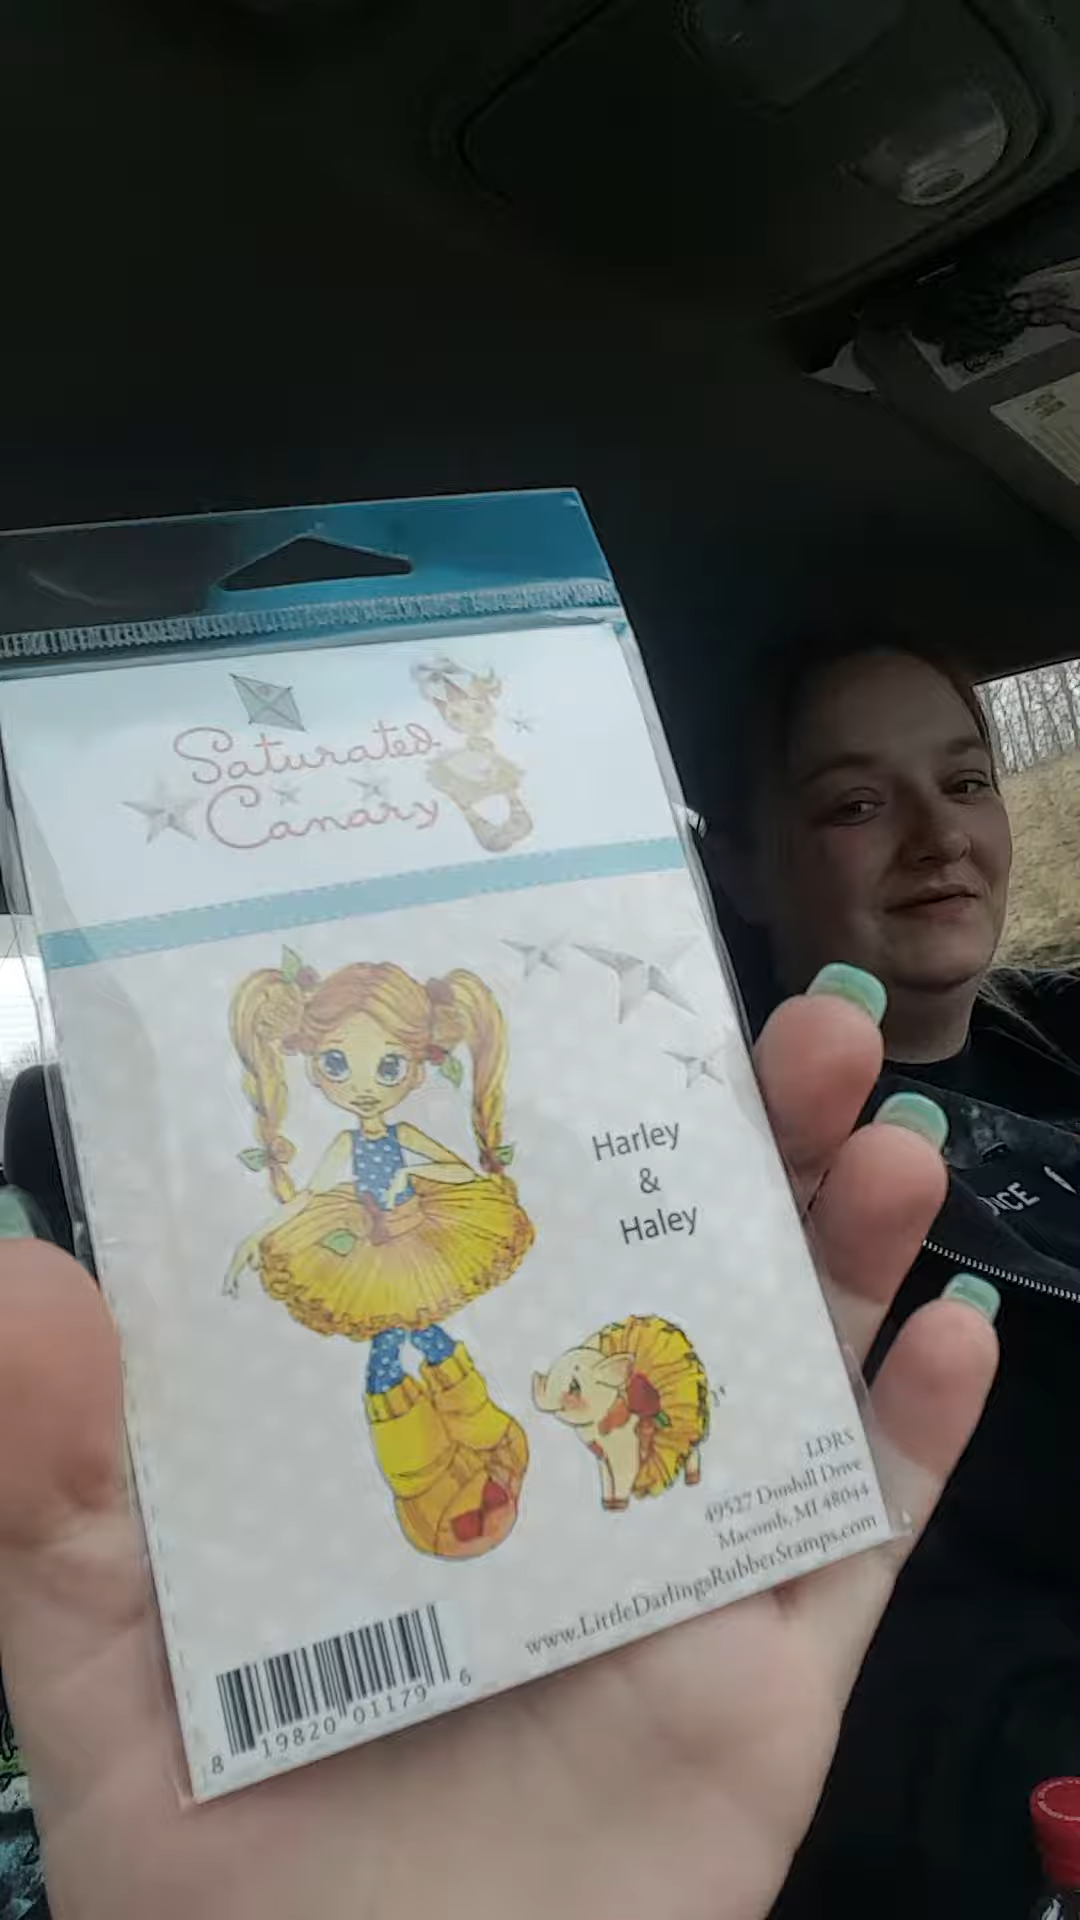 Saturated
Canary
Harley
&
Haley
LDRS
49527 Dunhill Drive
Macomb, MI 48044
www.LittleDarlingsRubberStamps.com
8 19820 01179 6